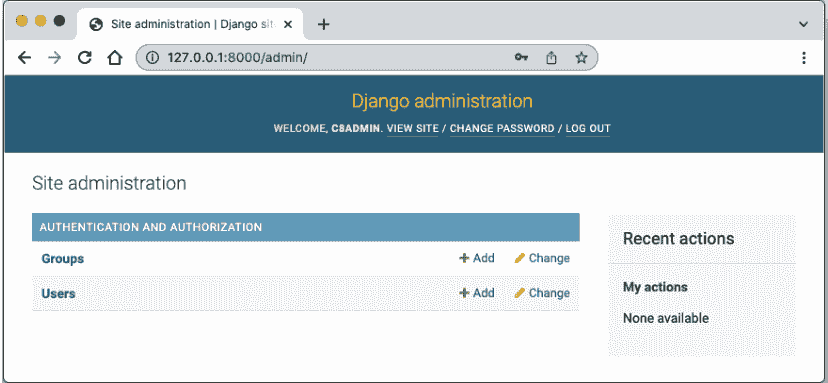 Site administration | Django sit
127.0.0.1:8000/admin/
Django administration
WELCOME, C8ADMIN. VIEW SITE / CHANGE PASSWORD / LOG OUT
Site administration
AUTHENTICATION AND AUTHORIZATION
Groups + Add Change
Users + Add Change
Recent actions
My actions
None available